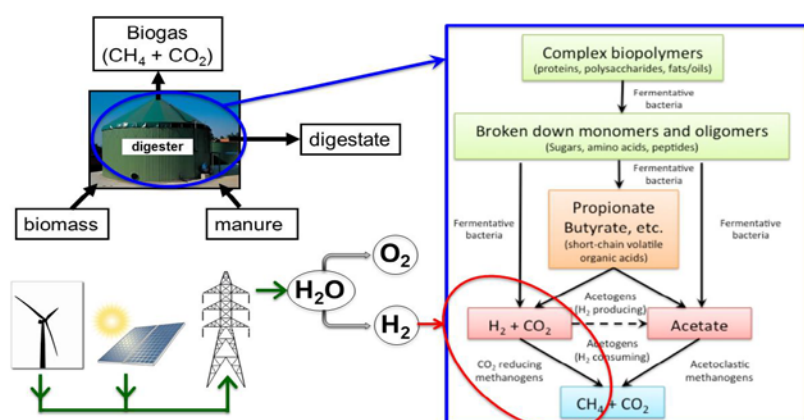 Biogas
(CH₄ + CO₂)
digester
digestate
biomass
manure
H₂O
O₂
H₂
Complex biopolymers
(proteins, polysaccharides, fats/oils)
Fermentative
bacteria
Broken down monomers and oligomers
(Sugars, amino acids, peptides)
Fermentative
bacteria
Fermentative
bacteria
Propionate
Butyrate, etc.
(short-chain volatile
organic acids)
Fermentative
bacteria
Acetogens
(H₂ producing)
H₂ + CO₂
Acetate
Acetogens
(H₂ consuming)
CO₂ reducing
methanogens
Acetoclastic
methanogens
CH₄ + CO₂